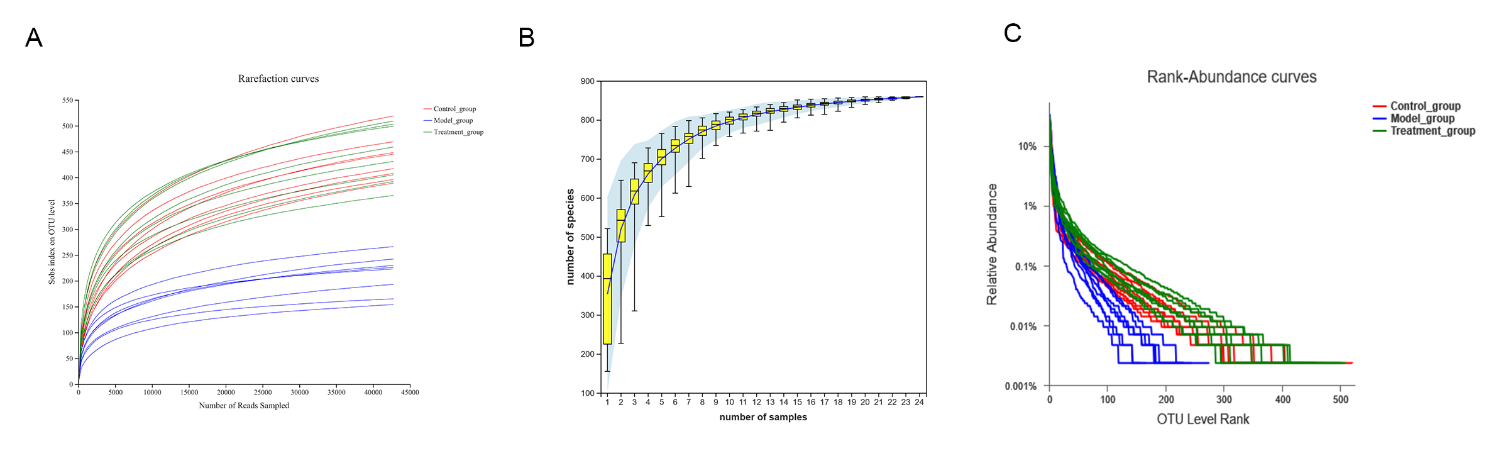 A
B
C
Rarefaction curves
550
500
450
400
350
300
250
200
150
100
50
0
Sobs index on OTU level
0 5000 10000 15000 20000 25000 30000 35000 40000 45000
Number of Reads Sampled
Control_group
Model_group
Treatment_group
900
800
700
600
500
400
300
200
100
number of species
1 2 3 4 5 6 7 8 9 10 11 12 13 14 15 16 17 18 19 20 21 22 23 24
number of samples
Rank-Abundance curves
10%
1%
0.1%
0.01%
0.001%
Relative Abundance
0 100 200 300 400 500
OTU Level Rank
Control_group
Model_group
Treatment_group